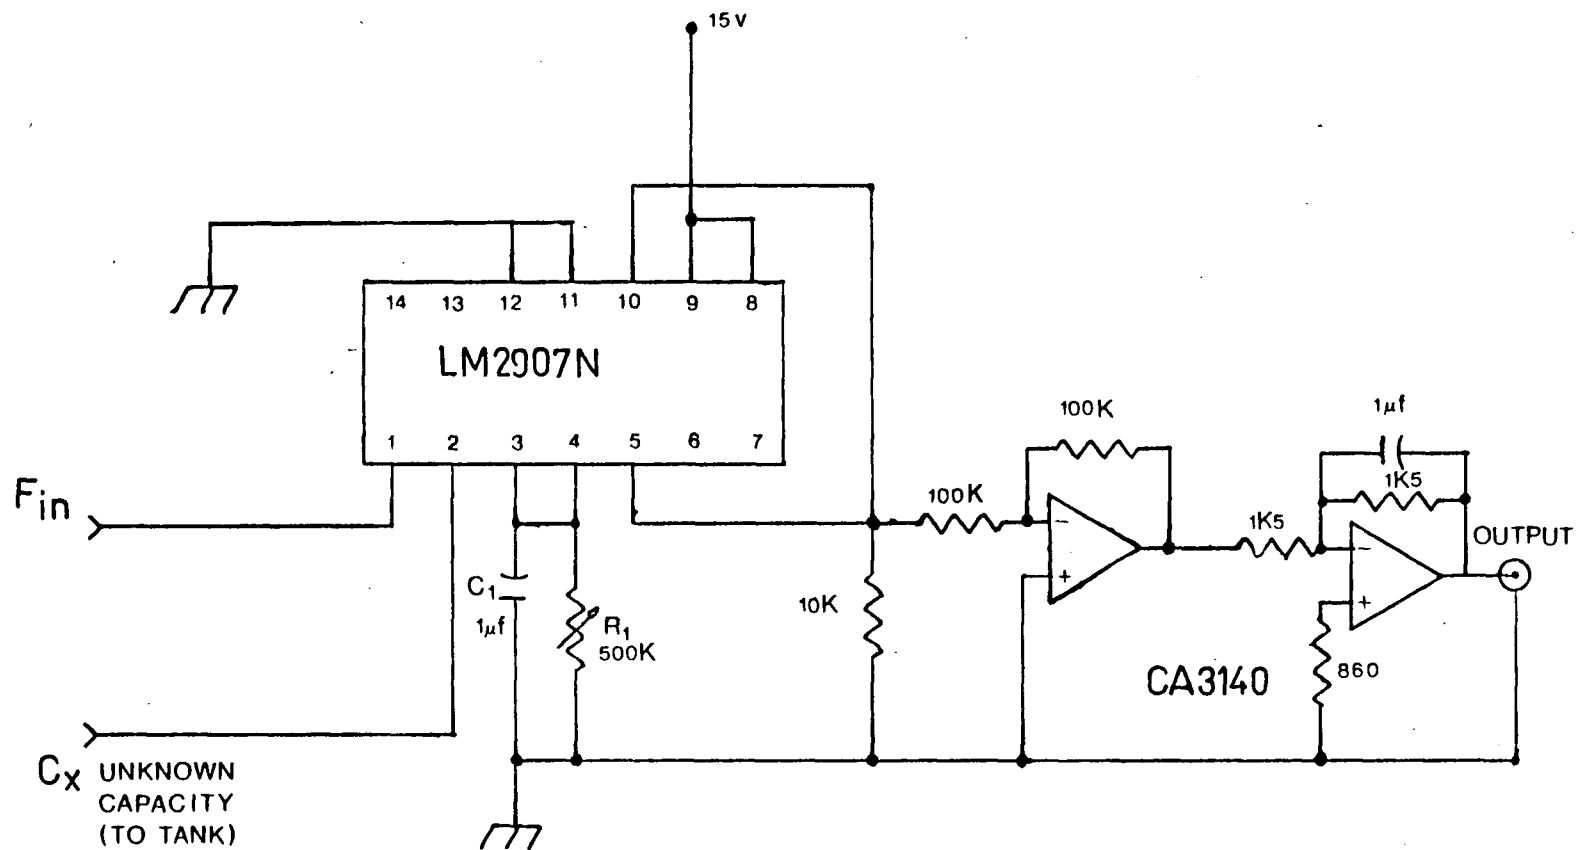 15V
14 13 12 11 10 9 8
LM2907N
1 2 3 4 5 6 7
Fin
100K
1µf
100K
1K5
1K5
OUTPUT
−
−
+
+
C1
1µf
R1
500K
10K
860
CA3140
Cx UNKNOWN
CAPACITY
(TO TANK)